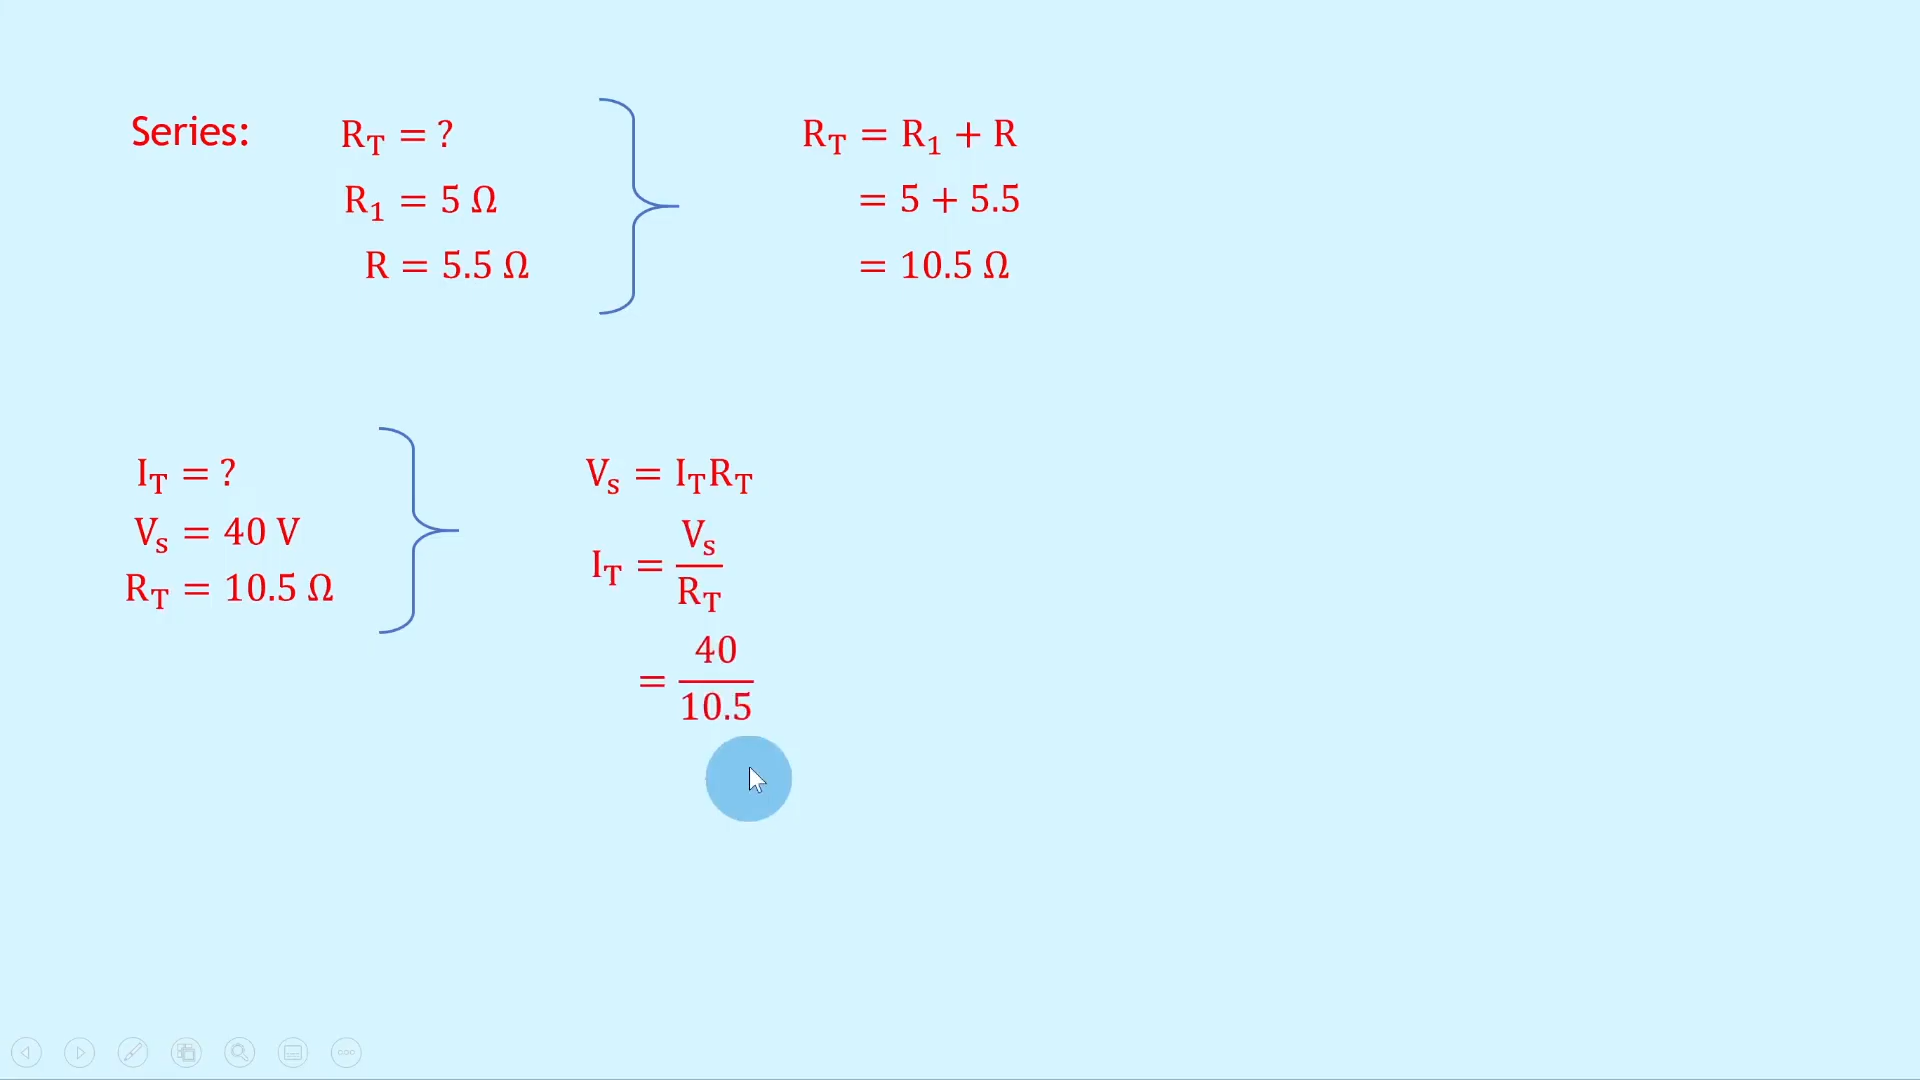 Series:
R_T = ?
R_1 = 5 Ω
R = 5.5 Ω
R_T = R_1 + R
= 5 + 5.5
= 10.5 Ω
I_T = ?
V_s = 40 V
R_T = 10.5 Ω
V_s = I_T R_T
I_T = V_s / R_T
= 40 / 10.5